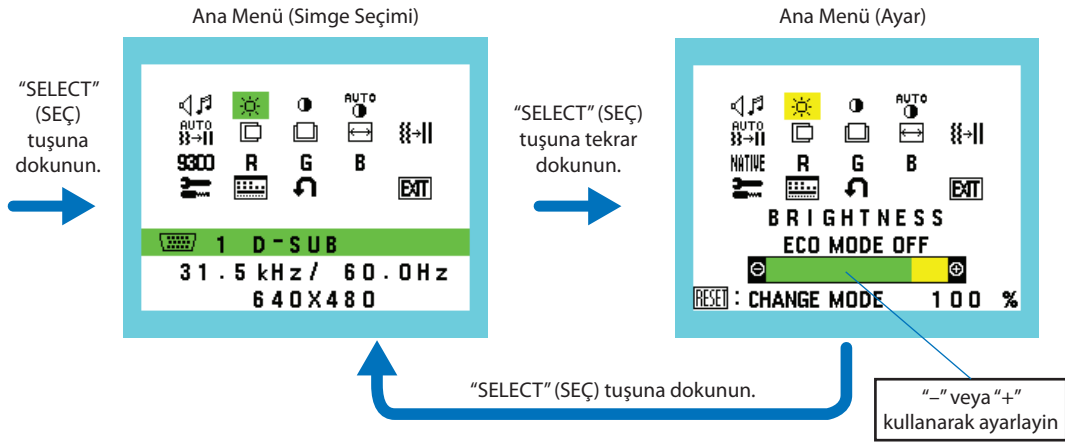 Ana Menü (Simge Seçimi)
"SELECT"
(SEÇ)
tuşuna
dokunun.
AUTO
AUTO
9300 R G B
EXIT
1 D-SUB
31.5 kHz/ 60.0Hz
640X480
"SELECT" (SEÇ)
tuşuna tekrar
dokunun.
Ana Menü (Ayar)
AUTO
AUTO
NATIVE R G B
EXIT
BRIGHTNESS
ECO MODE OFF
RESET : CHANGE MODE 100 %
"SELECT" (SEÇ) tuşuna dokunun.
"–" veya "+"
kullanarak ayarlayin